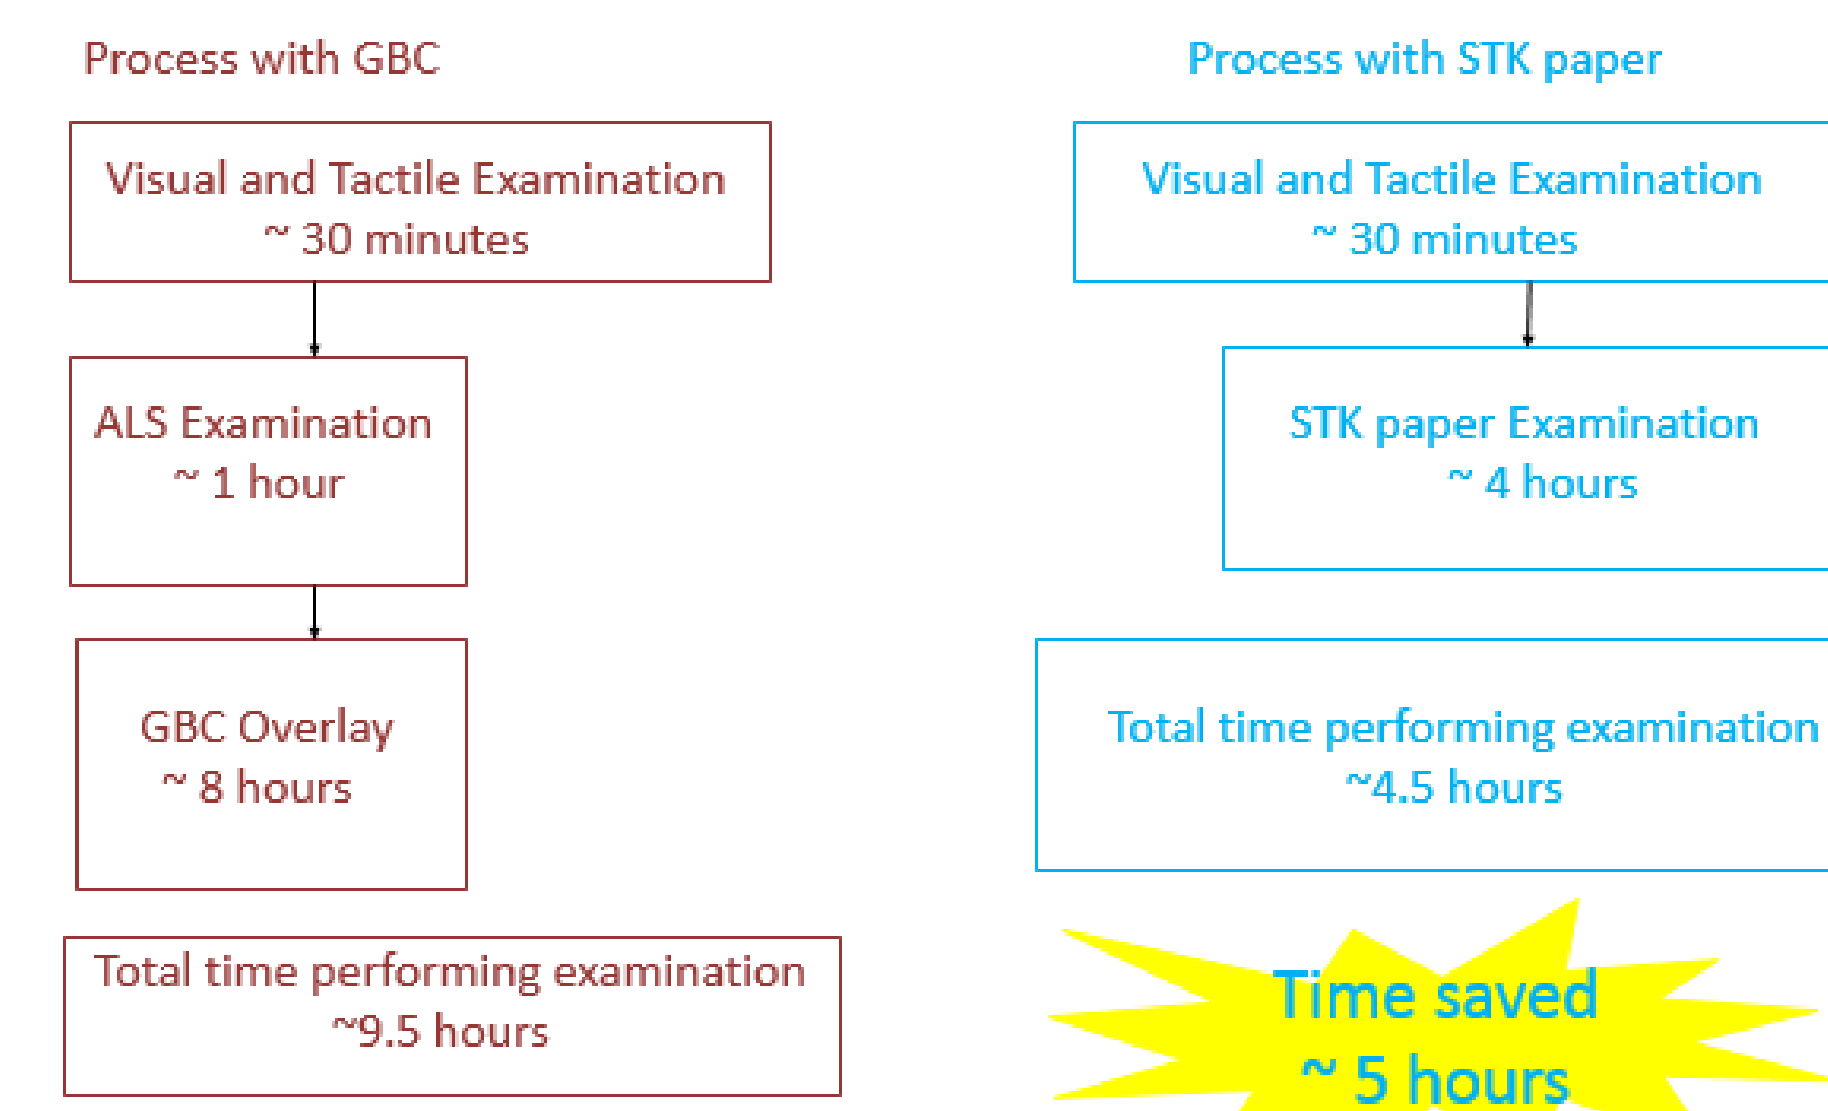 Process with GBC
Visual and Tactile Examination
~ 30 minutes
ALS Examination
~ 1 hour
GBC Overlay
~ 8 hours
Total time performing examination
~9.5 hours
Process with STK paper
Visual and Tactile Examination
~ 30 minutes
STK paper Examination
~ 4 hours
Total time performing examination
~4.5 hours
Time saved
~ 5 hours